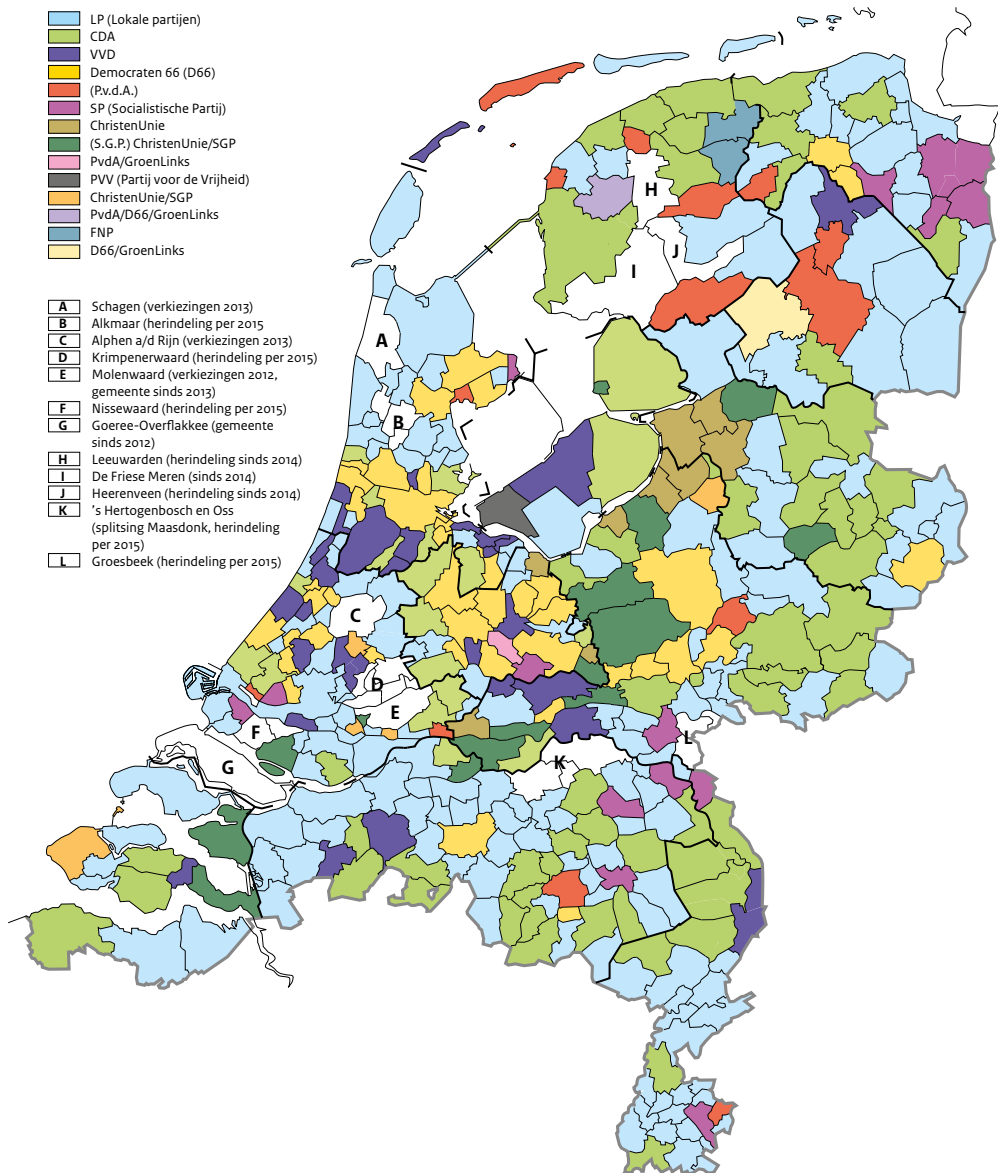 LP (Lokale partijen)
CDA
VVD
Democraten 66 (D66)
(P.v.d.A.)
SP (Socialistische Partij)
ChristenUnie
(S.G.P.) ChristenUnie/SGP
PvdA/GroenLinks
PVV (Partij voor de Vrijheid)
ChristenUnie/SGP
PvdA/D66/GroenLinks
FNP
D66/GroenLinks
A Schagen (verkiezingen 2013)
B Alkmaar (herindeling per 2015
C Alphen a/d Rijn (verkiezingen 2013)
D Krimpenerwaard (herindeling per 2015)
E Molenwaard (verkiezingen 2012,
gemeente sinds 2013)
F Nissewaard (herindeling per 2015)
G Goeree-Overflakkee (gemeente
sinds 2012)
H Leeuwarden (herindeling sinds 2014)
I De Friese Meren (sinds 2014)
J Heerenveen (herindeling sinds 2014)
K 's Hertogenbosch en Oss
(splitsing Maasdonk, herindeling
per 2015)
L Groesbeek (herindeling per 2015)
H
J
I
A
B
C
D
E
F
L
G
K